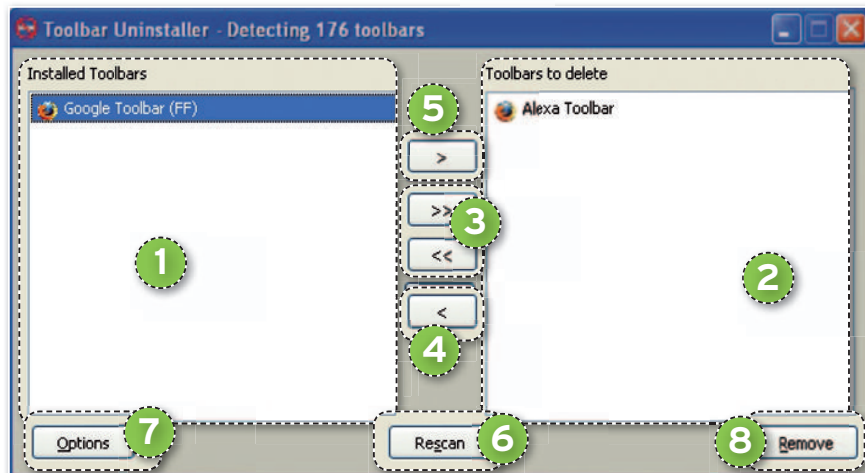 Toolbar Uninstaller - Detecting 176 toolbars
Installed Toolbars
Toolbars to delete
Google Toolbar (FF)
Alexa Toolbar
5
>
>>
3
<<
1
2
<
4
Options
7
Rescan
6
8
Remove